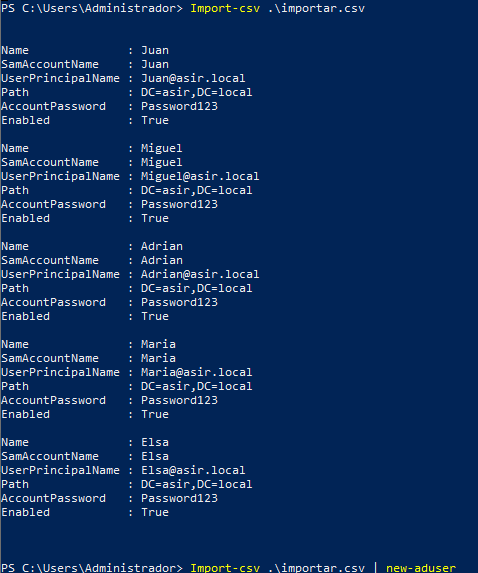 PS C:\Users\Administrador> Import-csv .\importar.csv
Name : Juan
SamAccountName : Juan
UserPrincipalName : Juan@asir.local
Path : DC=asir,DC=local
AccountPassword : Password123
Enabled : True
Name : Miguel
SamAccountName : Miguel
UserPrincipalName : Miguel@asir.local
Path : DC=asir,DC=local
AccountPassword : Password123
Enabled : True
Name : Adrian
SamAccountName : Adrian
UserPrincipalName : Adrian@asir.local
Path : DC=asir,DC=local
AccountPassword : Password123
Enabled : True
Name : Maria
SamAccountName : Maria
UserPrincipalName : Maria@asir.local
Path : DC=asir,DC=local
AccountPassword : Password123
Enabled : True
Name : Elsa
SamAccountName : Elsa
UserPrincipalName : Elsa@asir.local
Path : DC=asir,DC=local
AccountPassword : Password123
Enabled : True
PS C:\Users\Administrador> Import-csv .\importar.csv | new-aduser